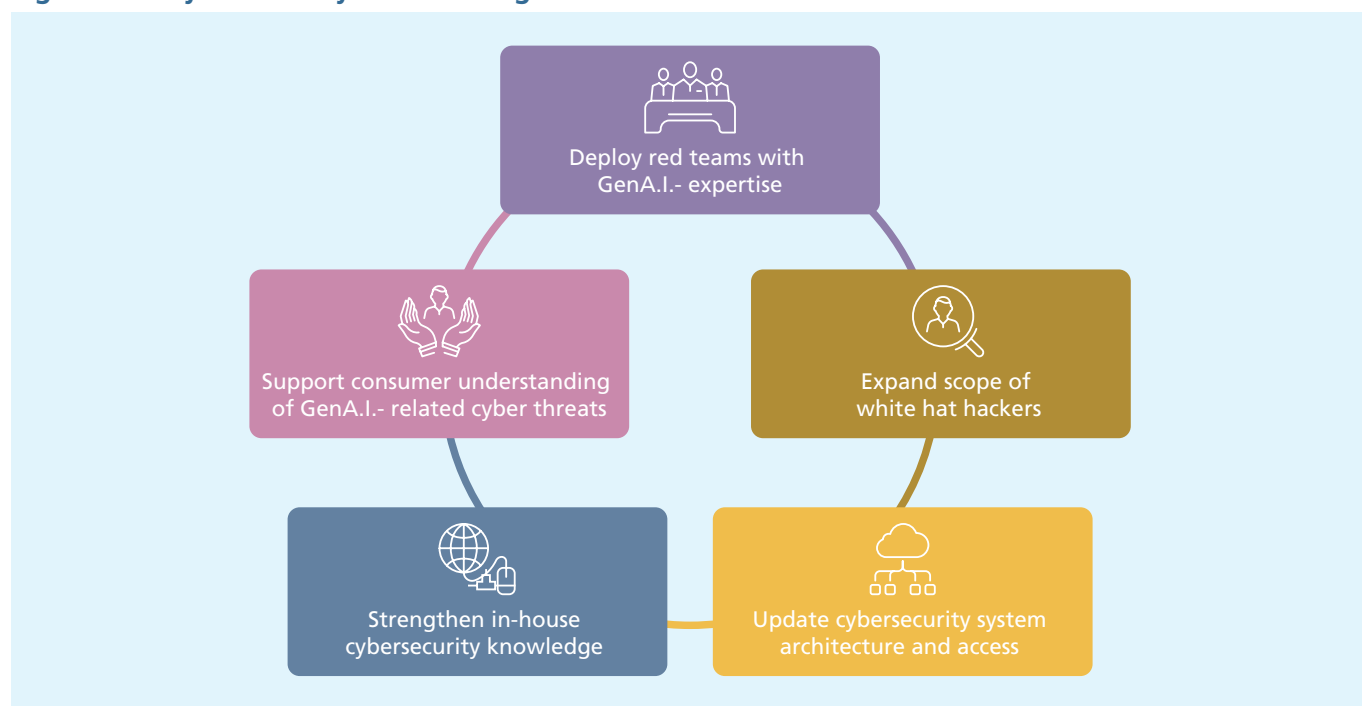 Deploy red teams with
GenA.I.- expertise
Support consumer understanding
of GenA.I.- related cyber threats
Expand scope of
white hat hackers
Strengthen in-house
cybersecurity knowledge
Update cybersecurity system
architecture and access